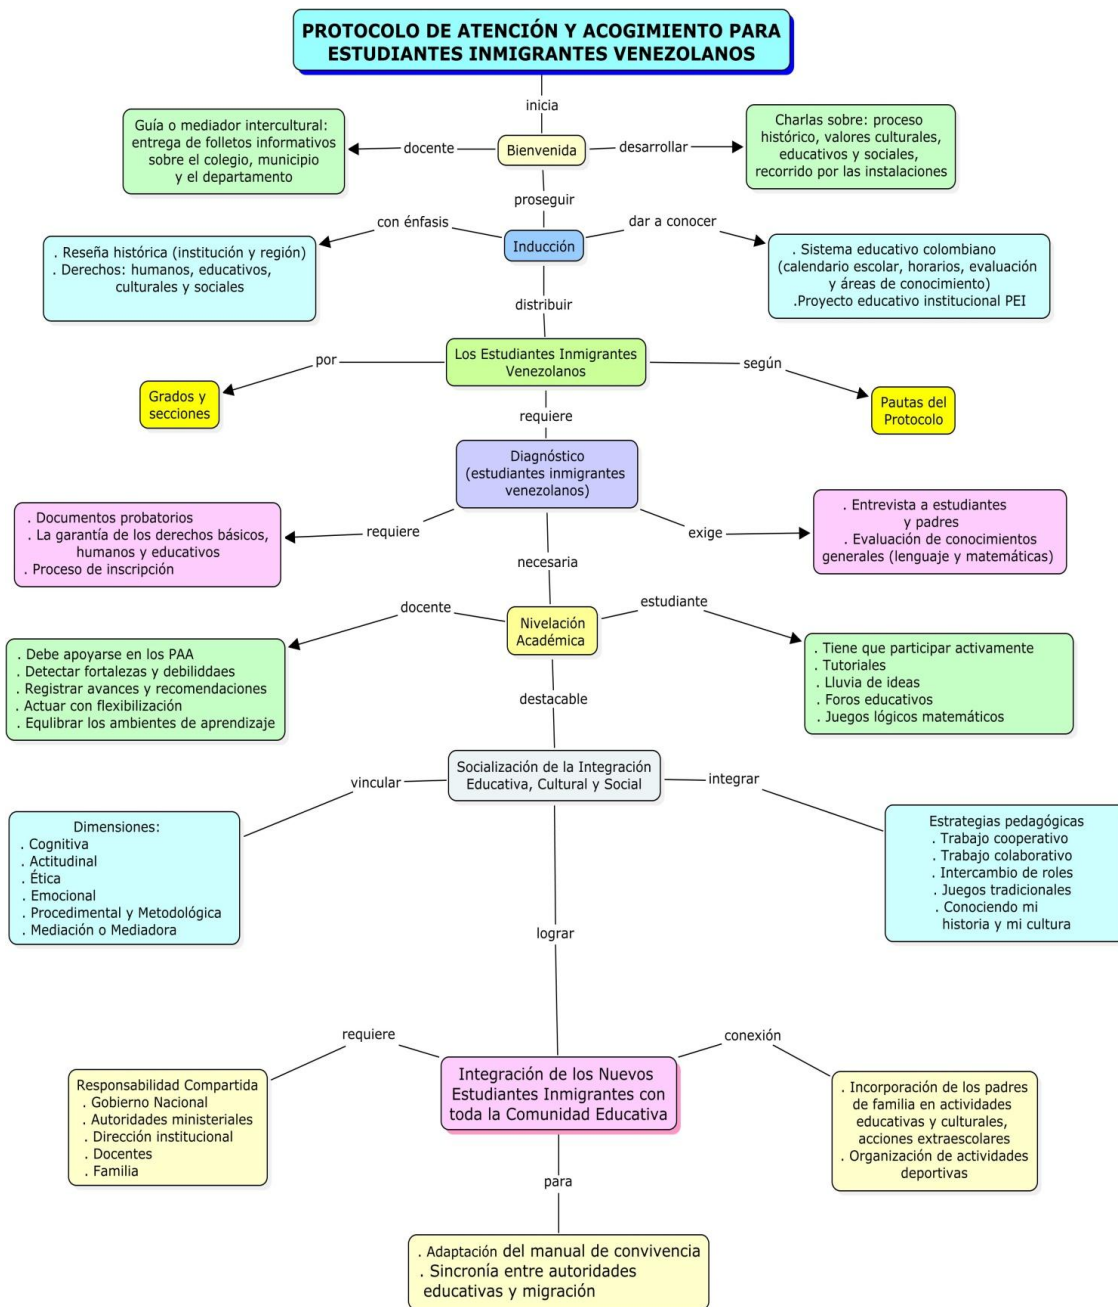 PROTOCOLO DE ATENCIÓN Y ACOGIMIENTO PARA
ESTUDIANTES INMIGRANTES VENEZOLANOS
inicia
Guía o mediador intercultural:
entrega de folletos informativos
sobre el colegio, municipio
y el departamento
docente
Bienvenida
desarrollar
Charlas sobre: proceso
histórico, valores culturales,
educativos y sociales,
recorrido por las instalaciones
proseguir
con énfasis
. Reseña histórica (institución y región)
. Derechos: humanos, educativos,
culturales y sociales
Inducción
dar a conocer
. Sistema educativo colombiano
(calendario escolar, horarios, evaluación
y áreas de conocimiento)
.Proyecto educativo institucional PEI
distribuir
por
Grados y
secciones
Los Estudiantes Inmigrantes
Venezolanos
según
Pautas del
Protocolo
requiere
Diagnóstico
(estudiantes inmigrantes
venezolanos)
requiere
. Documentos probatorios
. La garantía de los derechos básicos,
humanos y educativos
. Proceso de inscripción
exige
. Entrevista a estudiantes
y padres
. Evaluación de conocimientos
generales (lenguaje y matemáticas)
necesaria
docente
. Debe apoyarse en los PAA
. Detectar fortalezas y debiliddaes
. Registrar avances y recomendaciones
. Actuar con flexibilización
. Equlibrar los ambientes de aprendizaje
Nivelación
Académica
estudiante
. Tiene que participar activamente
. Tutoriales
. Lluvia de ideas
. Foros educativos
. Juegos lógicos matemáticos
destacable
vincular
Dimensiones:
. Cognitiva
. Actitudinal
. Ética
. Emocional
. Procedimental y Metodológica
. Mediación o Mediadora
Socialización de la Integración
Educativa, Cultural y Social
integrar
Estrategias pedagógicas
. Trabajo cooperativo
. Trabajo colaborativo
. Intercambio de roles
. Juegos tradicionales
. Conociendo mi
historia y mi cultura
lograr
requiere
Responsabilidad Compartida
. Gobierno Nacional
. Autoridades ministeriales
. Dirección institucional
. Docentes
. Familia
Integración de los Nuevos
Estudiantes Inmigrantes con
toda la Comunidad Educativa
conexión
. Incorporación de los padres
de familia en actividades
educativas y culturales,
acciones extraescolares
. Organización de actividades
deportivas
para
. Adaptación del manual de convivencia
. Sincronía entre autoridades
educativas y migración